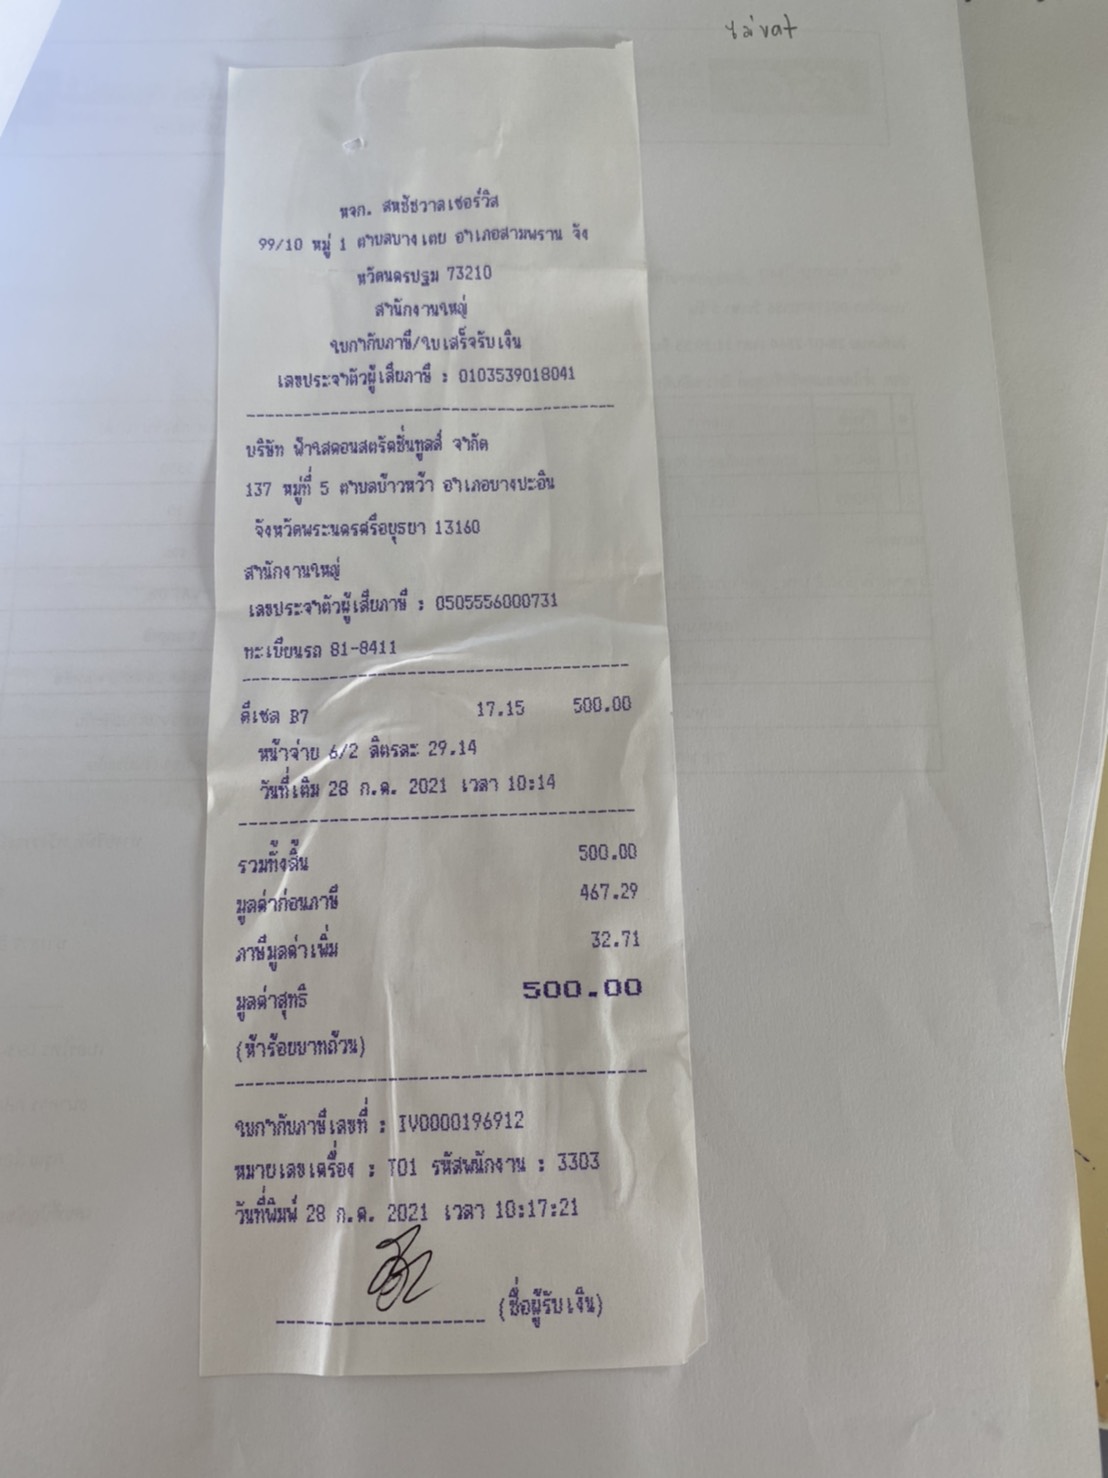 ใส่ vat
หจก. สหชัชวาลเซอร์วิส
99/10 หมู่ 1 ตำบลบางเตย อำเภอสามพราน จัง
หวัดนครปฐม 73210
สำนักงานใหญ่
ใบกำกับภาษี/ใบเสร็จรับเงิน
เลขประจำตัวผู้เสียภาษี : 0103539018041
บริษัท ฟ้าใสคอนสตรัคชั่นทูลส์ จำกัด
137 หมู่ที่ 5 ตำบลบ้าวหว้า อำเภอบางปะอิน
จังหวัดพระนครศรีอยุธยา 13160
สำนักงานใหญ่
เลขประจำตัวผู้เสียภาษี : 0505556000731
ทะเบียนรถ 81-8411
ดีเซล B7 17.15 500.00
หน้าจ่าย 6/2 ลิตรละ 29.14
วันที่เติม 28 ก.ค. 2021 เวลา 10:14
รวมทั้งสิ้น 500.00
มูลค่าก่อนภาษี 467.29
ภาษีมูลค่าเพิ่ม 32.71
มูลค่าสุทธิ 500.00
(ห้าร้อยบาทถ้วน)
ใบกำกับภาษีเลขที่ : IV0000196912
หมายเลขเครื่อง : T01 รหัสพนักงาน : 3303
วันที่พิมพ์ 28 ก.ค. 2021 เวลา 10:17:21
(ชื่อผู้รับเงิน)